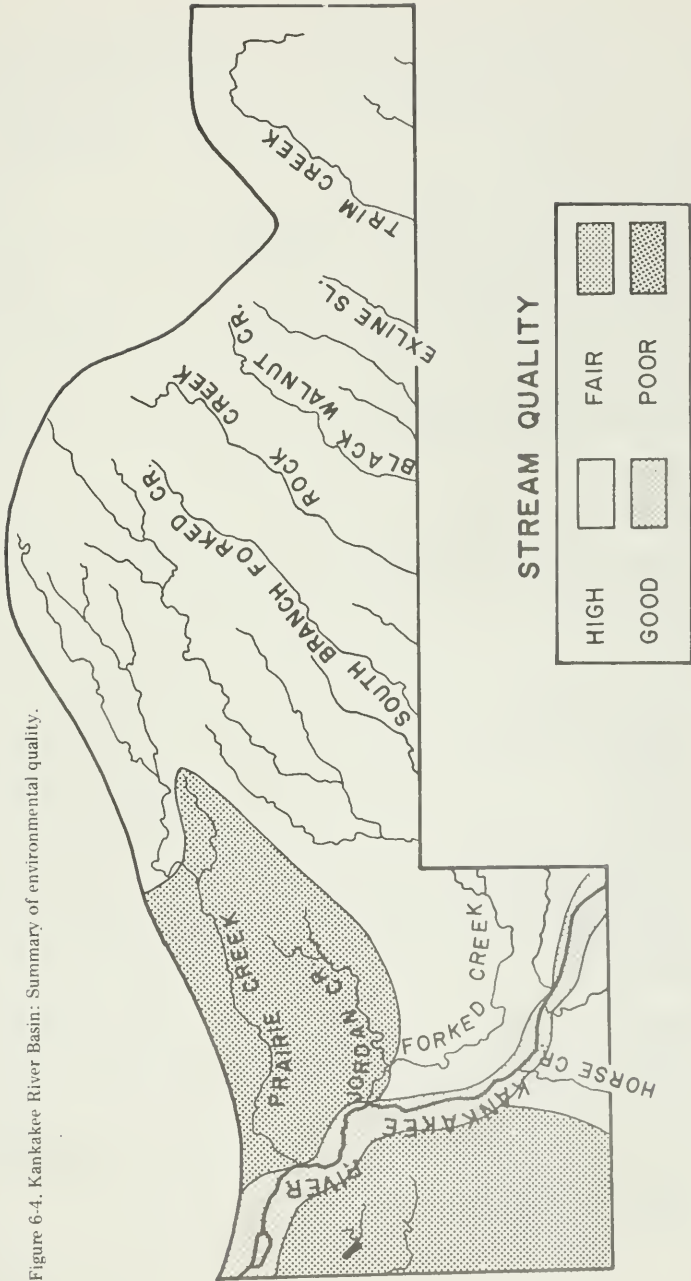 Figure 6-4. Kankakee River Basin: Summary of environmental quality.
TRIM CREEK
EXLINE SL.
BLACK WALNUT CR.
ROCK CREEK
SOUTH BRANCH FORKED CR.
PRAIRIE CREEK
JORDAN CR.
FORKED CREEK
KANKAKEE RIVER
HORSE CR.
STREAM QUALITY
HIGH FAIR
GOOD POOR